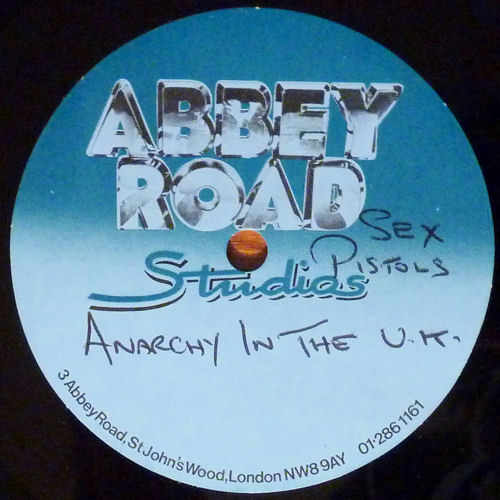 ABBEY
ROAD
Studios
SEX
PISTOLS
ANARCHY IN THE U.K.
3 Abbey Road, St John's Wood, London NW8 9AY 01-286 1161